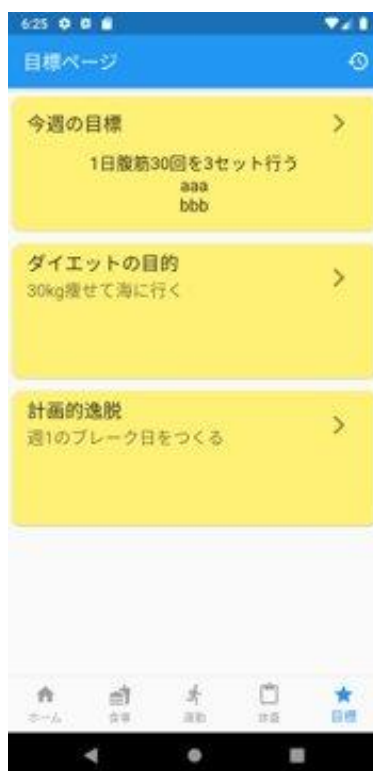 6:25
目標ページ
今週の目標
1日腹筋30回を3セット行う
aaa
bbb
ダイエットの目的
30kg痩せて海に行く
計画的逸脱
週1のブレーク日をつくる
ホーム
食事
運動
体重
目標